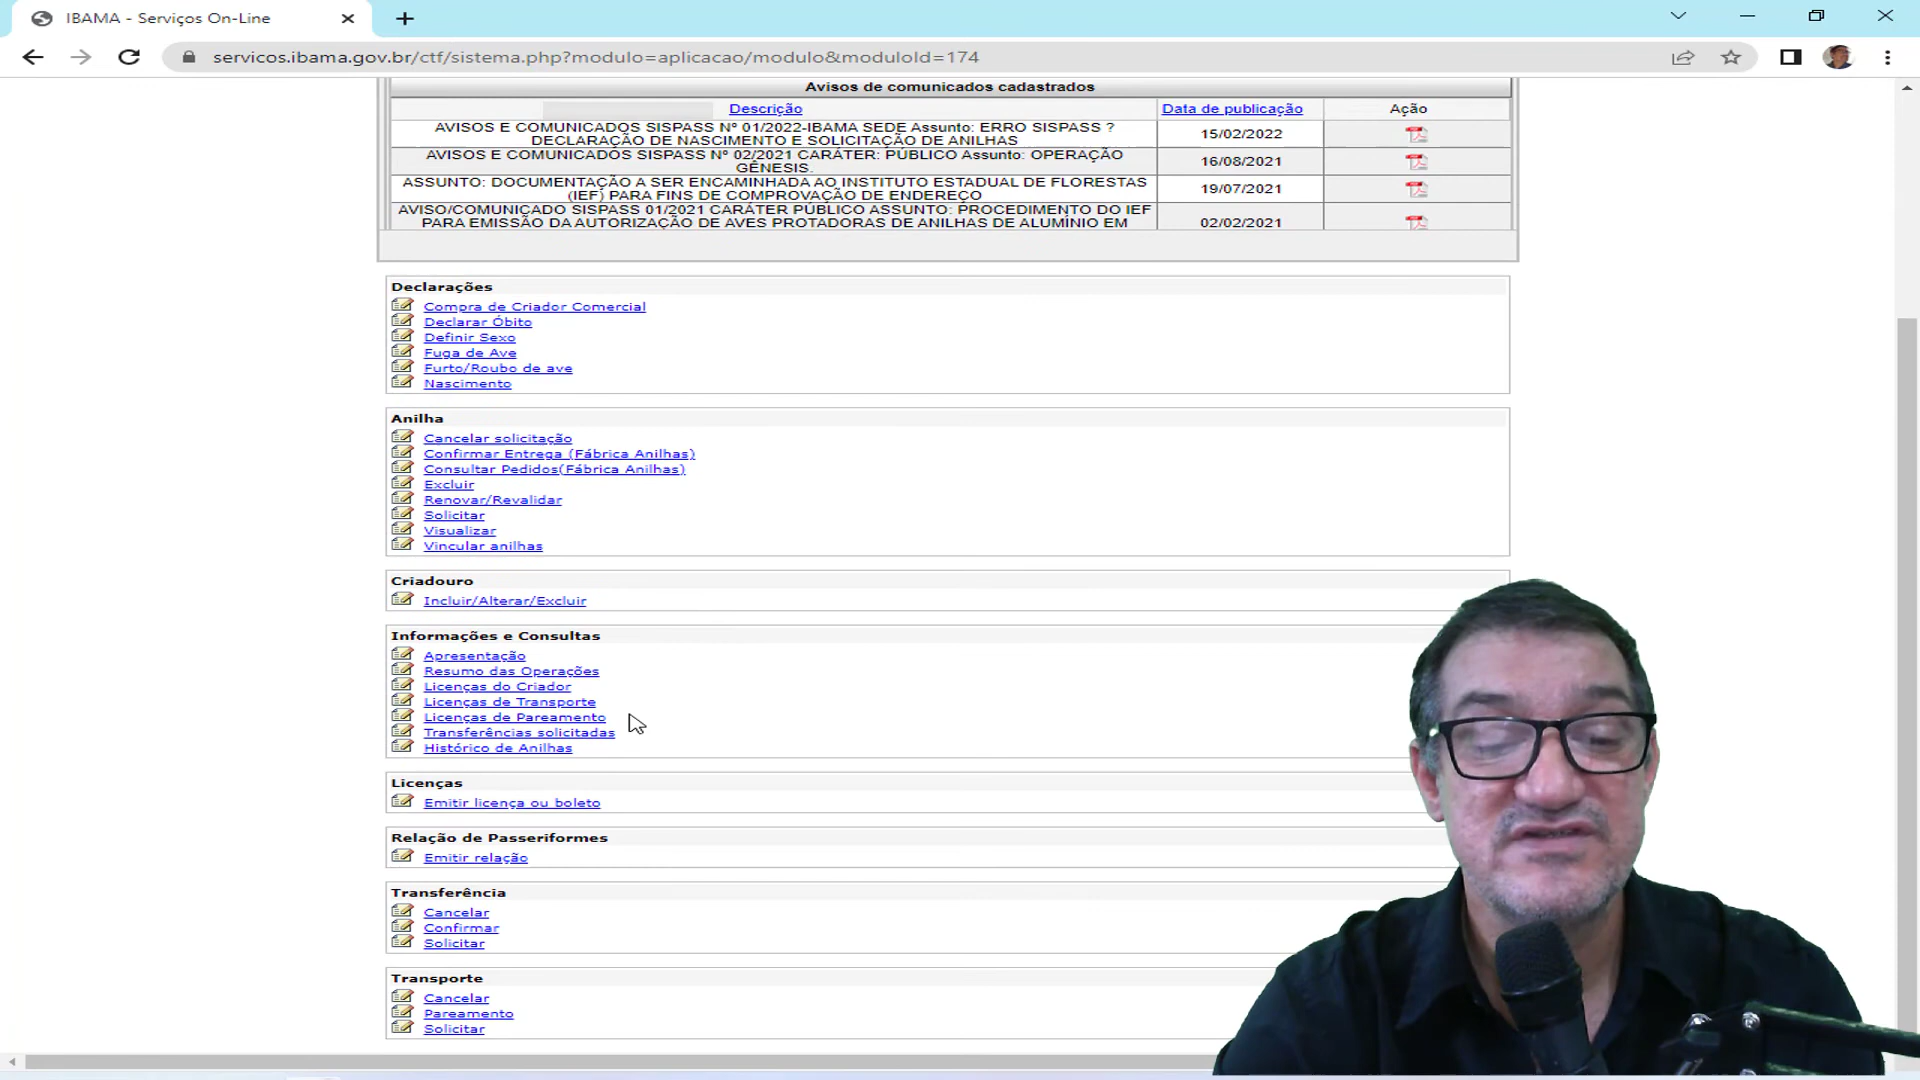 IBAMA - Serviços On-Line
servicos.ibama.gov.br/ctf/sistema.php?modulo=aplicacao/modulo&moduloId=174
Avisos de comunicados cadastrados
Descrição Data de publicação Ação
AVISOS E COMUNICADOS SISPASS Nº 01/2022-IBAMA SEDE Assunto: ERRO SISPASS ?
DECLARAÇÃO DE NASCIMENTO E SOLICITAÇÃO DE ANILHAS
15/02/2022
AVISOS E COMUNICADOS SISPASS Nº 02/2021 CARÁTER: PÚBLICO Assunto: OPERAÇÃO
GÊNESIS.
16/08/2021
ASSUNTO: DOCUMENTAÇÃO A SER ENCAMINHADA AO INSTITUTO ESTADUAL DE FLORESTAS
(IEF) PARA FINS DE COMPROVAÇÃO DE ENDEREÇO
19/07/2021
AVISO/COMUNICADO SISPASS 01/2021 CARÁTER PÚBLICO ASSUNTO: PROCEDIMENTO DO IEF
PARA EMISSÃO DA AUTORIZAÇÃO DE AVES PROTADORAS DE ANILHAS DE ALUMÍNIO EM
02/02/2021
Declarações
Compra de Criador Comercial
Declarar Óbito
Definir Sexo
Fuga de Ave
Furto/Roubo de ave
Nascimento
Anilha
Cancelar solicitação
Confirmar Entrega (Fábrica Anilhas)
Consultar Pedidos(Fábrica Anilhas)
Excluir
Renovar/Revalidar
Solicitar
Visualizar
Vincular anilhas
Criadouro
Incluir/Alterar/Excluir
Informações e Consultas
Apresentação
Resumo das Operações
Licenças do Criador
Licenças de Transporte
Licenças de Pareamento
Transferências solicitadas
Histórico de Anilhas
Licenças
Emitir licença ou boleto
Relação de Passeriformes
Emitir relação
Transferência
Cancelar
Confirmar
Solicitar
Transporte
Cancelar
Pareamento
Solicitar